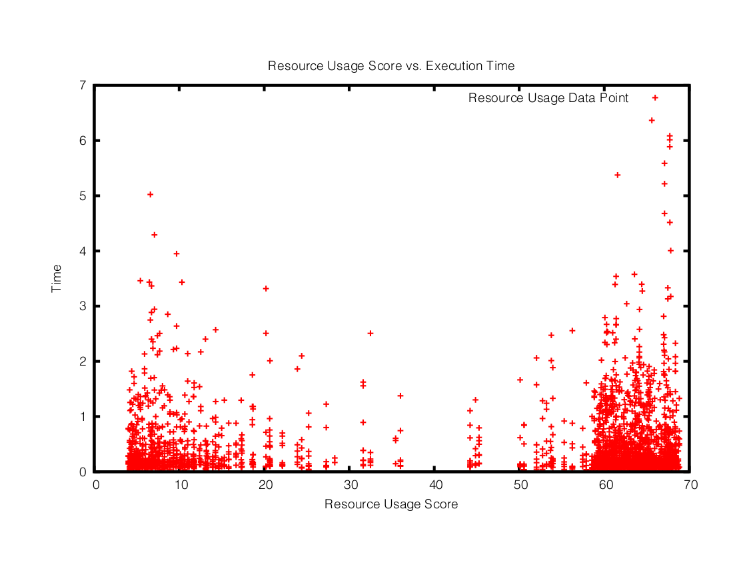 Resource Usage Score vs. Execution Time
7
Resource Usage Data Point
6
5
4
Time
3
2
1
0
0 10 20 30 40 50 60 70
Resource Usage Score